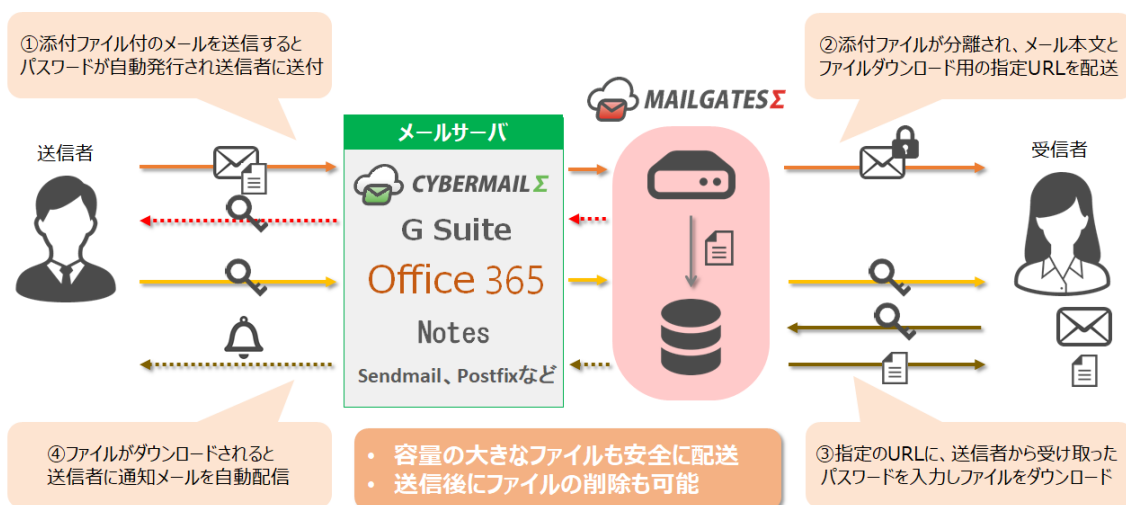 ①添付ファイル付のメールを送信すると
パスワードが自動発行され送信者に送付
②添付ファイルが分離され、メール本文と
ファイルダウンロード用の指定URLを配送
MAILGATESΣ
メールサーバ
送信者
受信者
CYBERMAILΣ
G Suite
Office 365
Notes
Sendmail、Postfixなど
④ファイルがダウンロードされると
送信者に通知メールを自動配信
• 容量の大きなファイルも安全に配送
• 送信後にファイルの削除も可能
③指定のURLに、送信者から受け取った
パスワードを入力しファイルをダウンロード